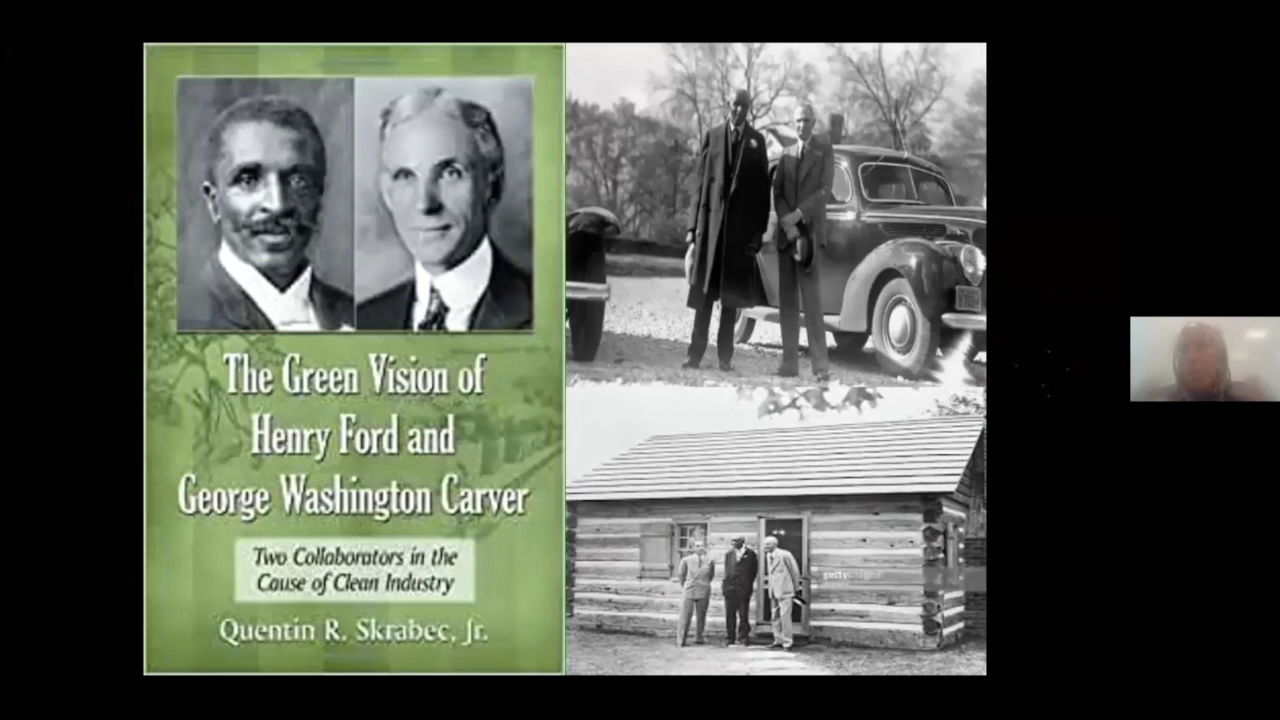 The Green Vision of
Henry Ford and
George Washington Carver
Two Collaborators in the
Cause of Clean Industry
Quentin R. Skrabec, Jr.
gettyimages